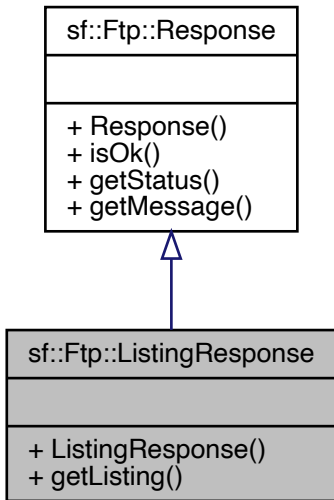 sf::Ftp::Response
+ Response()
+ isOk()
+ getStatus()
+ getMessage()
sf::Ftp::ListingResponse
+ ListingResponse()
+ getListing()